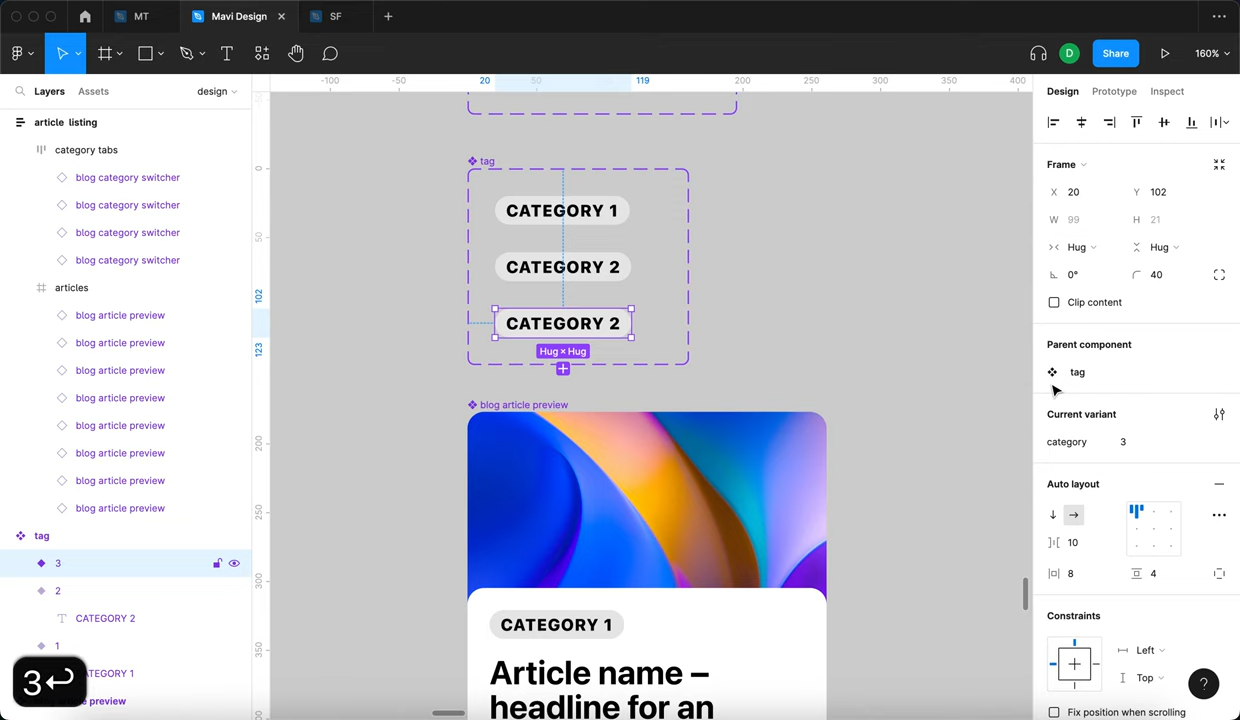 MT
Mavi Design
SF
D
Share
160%
Layers
Assets
design
-100
-50
20
50
119
200
250
300
350
400
Design
Prototype
Inspect
article listing
category tabs
blog category switcher
blog category switcher
blog category switcher
blog category switcher
articles
blog article preview
blog article preview
blog article preview
blog article preview
blog article preview
blog article preview
blog article preview
blog article preview
tag
3
2
CATEGORY 2
1
CATEGORY 1
preview
3
0
50
102
123
200
250
300
350
tag
CATEGORY 1
CATEGORY 2
CATEGORY 2
Hug × Hug
blog article preview
CATEGORY 1
Article name –
headline for an
Frame
X 20
Y 102
W 99
H 21
Hug
Hug
0°
40
Clip content
Parent component
tag
Current variant
category 3
Auto layout
10
8
4
Constraints
Left
Top
Fix position when scrolling
?